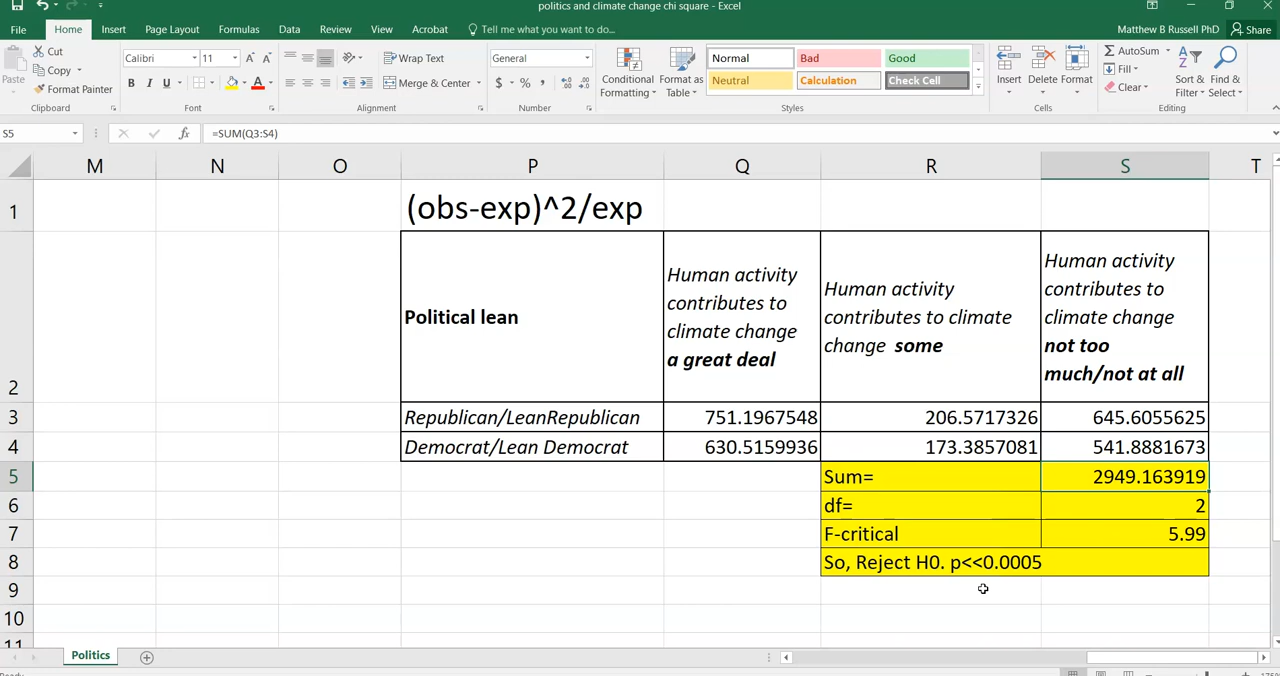 politics and climate change chi square - Excel
File Home Insert Page Layout Formulas Data Review View Acrobat Tell me what you want to do... Matthew B Russell PhD Share
Paste Cut Copy Format Painter Clipboard
Calibri 11 A A B I U A Font
Wrap Text Merge & Center Alignment
General $ % , Number
Conditional Formatting Format as Table Normal Bad Good Neutral Calculation Check Cell Styles
Insert Delete Format Cells
AutoSum Fill Clear Sort & Filter Find & Select Editing
S5 fx =SUM(Q3:S4)
M N O P Q R S T
1 (obs-exp)^2/exp
2 Political lean
Human activity
contributes to
climate change
a great deal
Human activity
contributes to climate
change some
Human activity
contributes to
climate change
not too
much/not at all
3 Republican/LeanRepublican 751.1967548 206.5717326 645.6055625
4 Democrat/Lean Democrat 630.5159936 173.3857081 541.8881673
5 Sum= 2949.163919
6 df= 2
7 F-critical 5.99
8 So, Reject H0. p<<0.0005
9
10
11
Politics